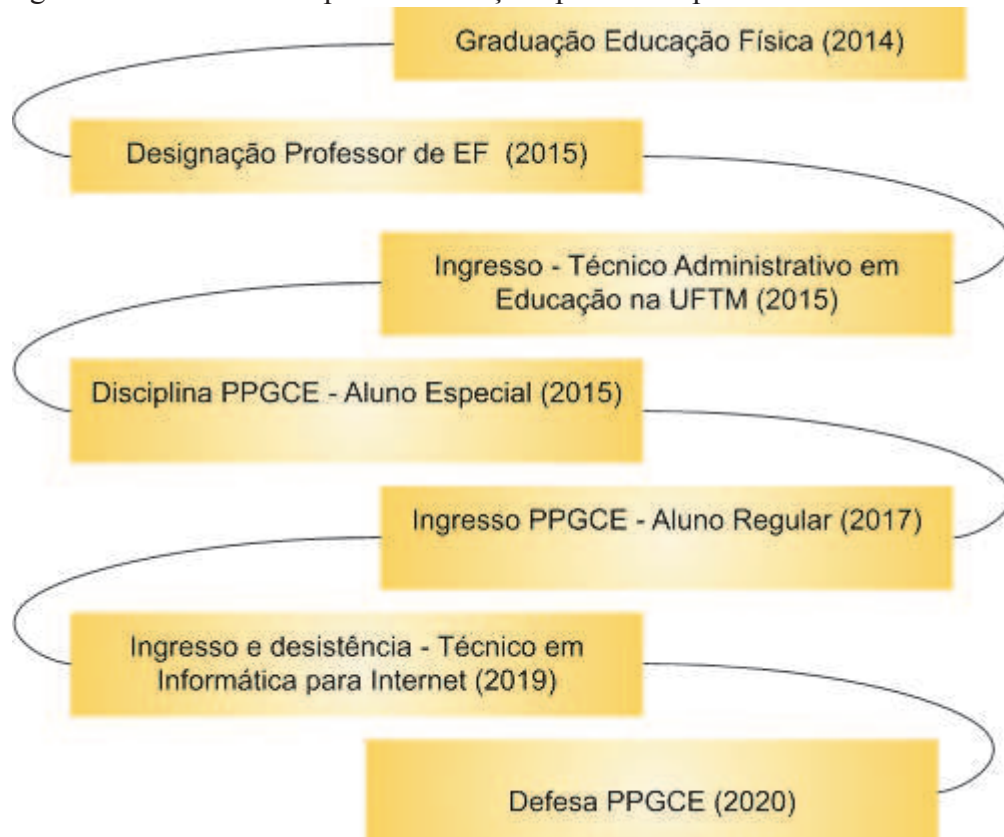 Graduação Educação Física (2014)
Designação Professor de EF (2015)
Ingresso - Técnico Administrativo em
Educação na UFTM (2015)
Disciplina PPGCE - Aluno Especial (2015)
Ingresso PPGCE - Aluno Regular (2017)
Ingresso e desistência - Técnico em
Informática para Internet (2019)
Defesa PPGCE (2020)